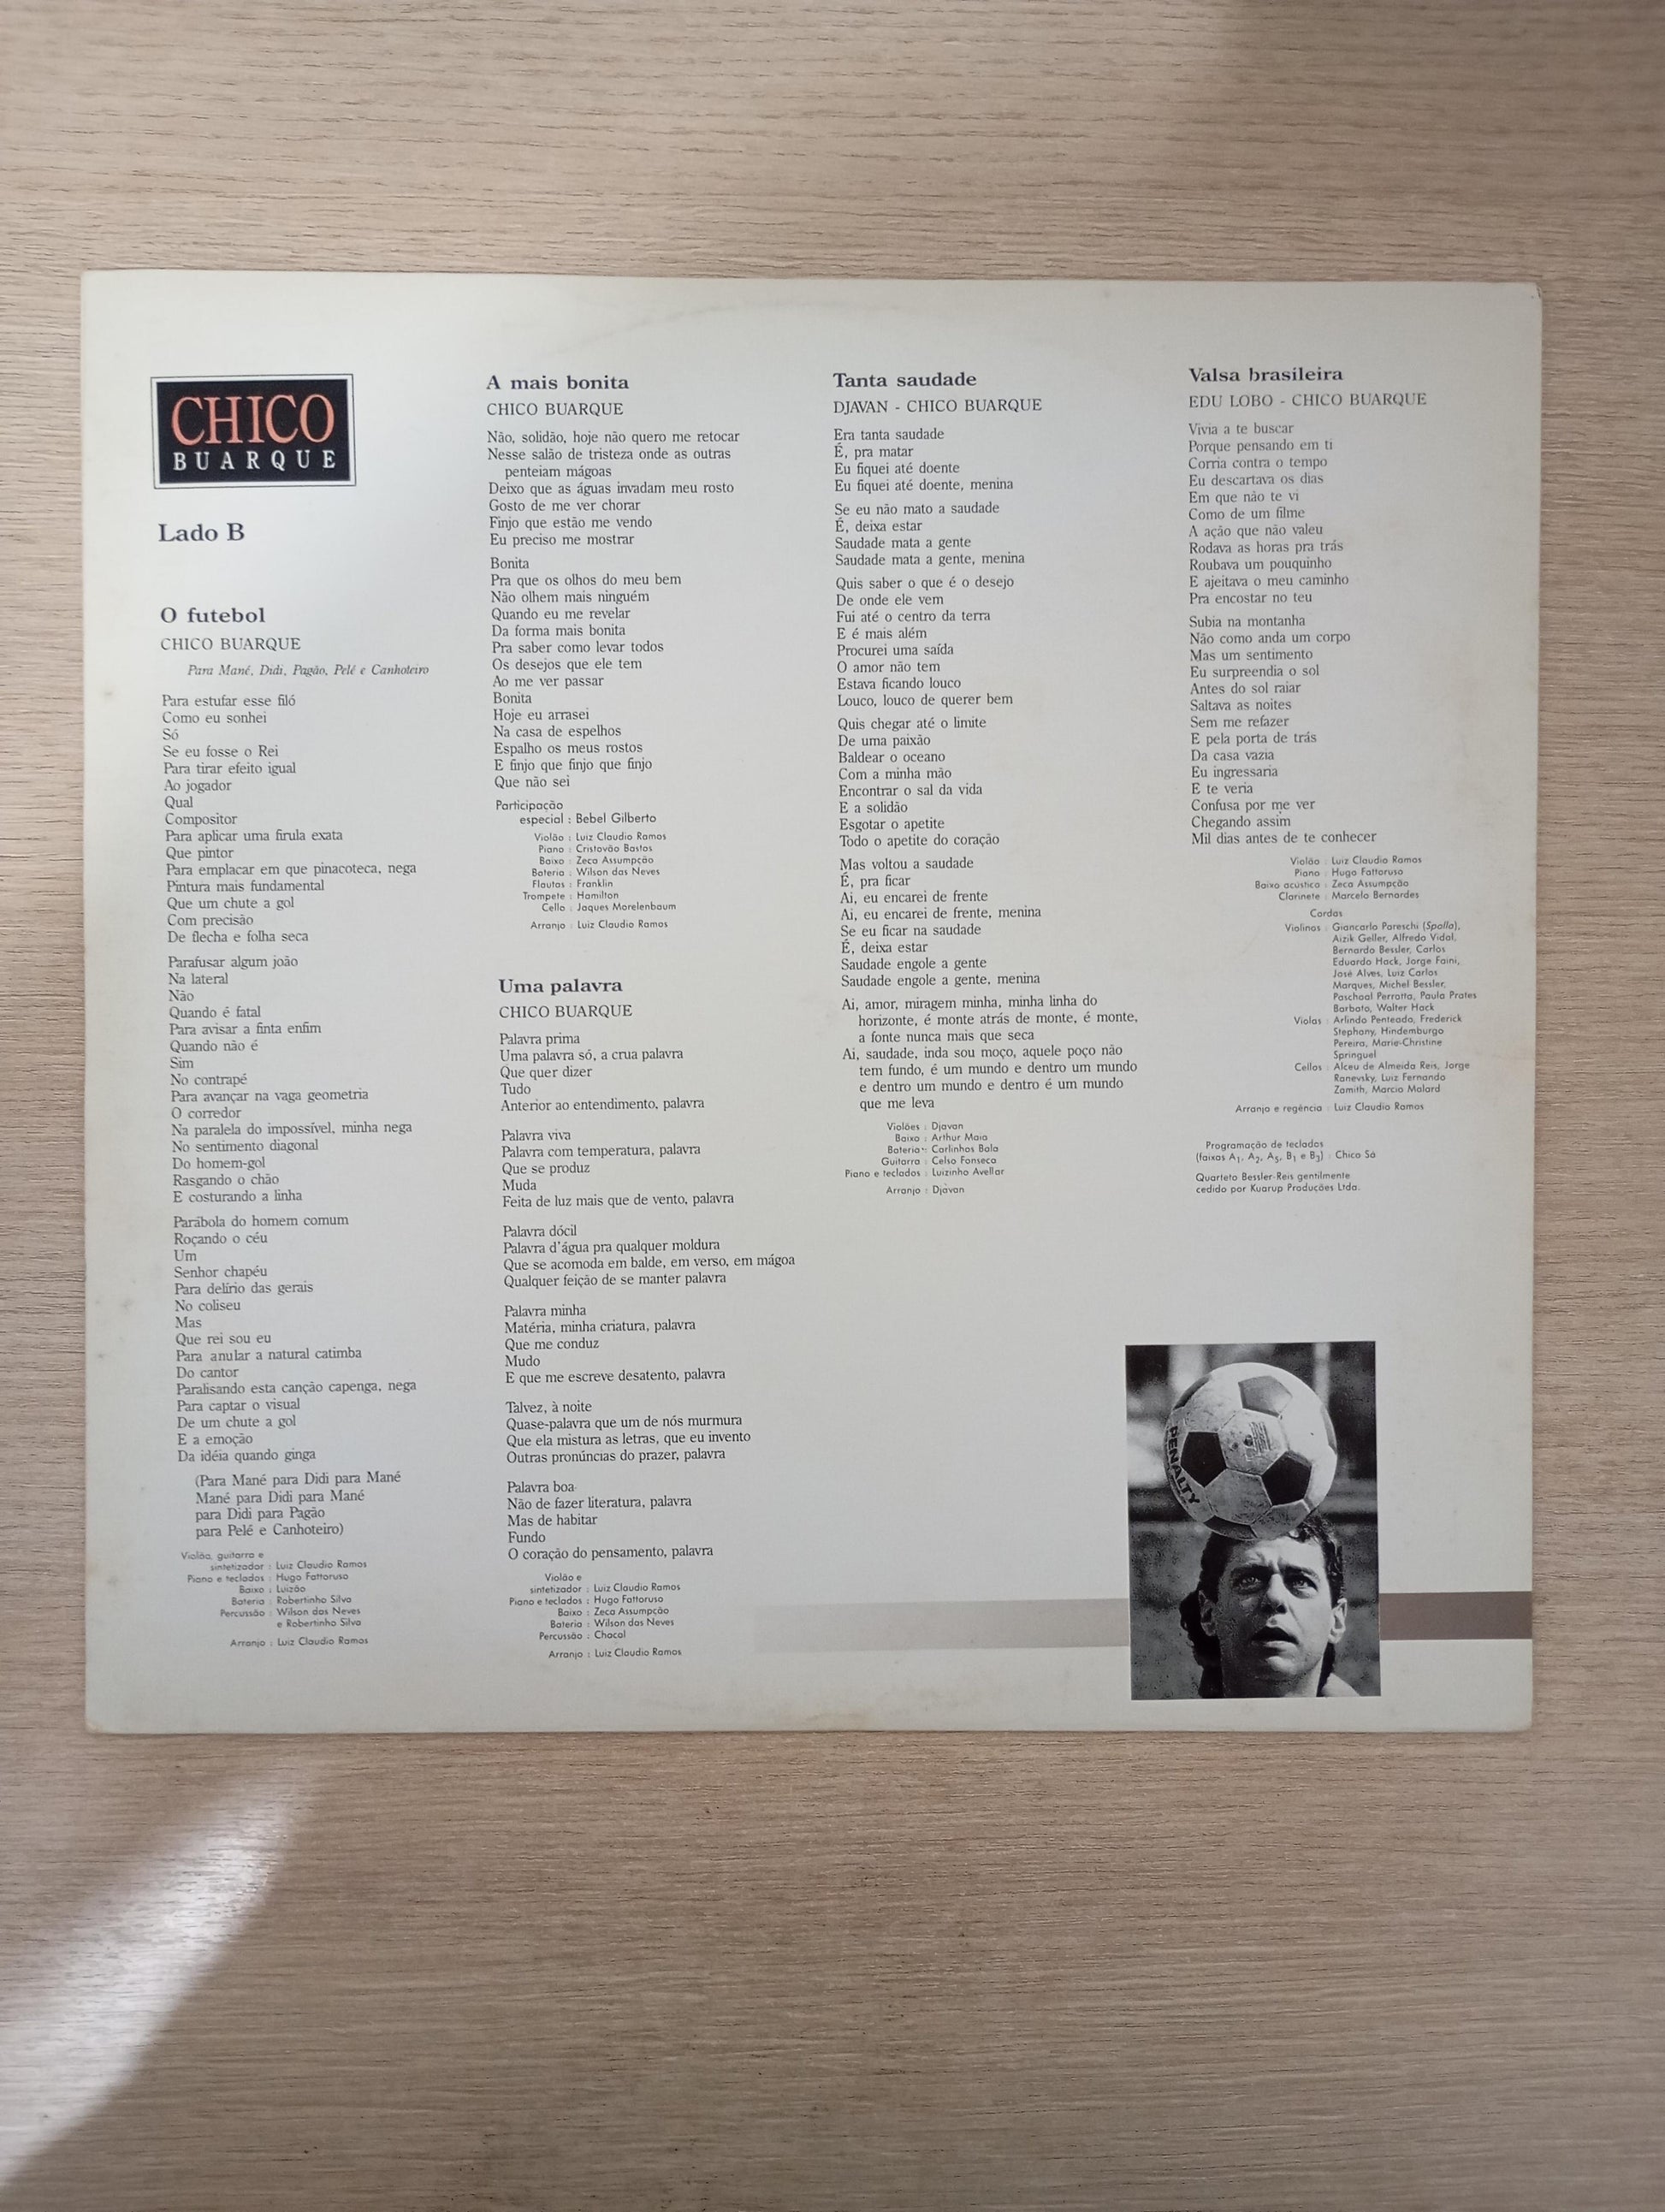 CHICO
BUARQUE
Lado B
O futebol
CHICO BUARQUE
Para Mané, Didi, Pagão, Pelé e Canhoteiro
Para estufar esse filó
Como eu sonhei
Só
Se eu fosse o Rei
Para tirar efeito igual
Ao jogador
Qual
Compositor
Para aplicar uma firula exata
Que pintor
Para emplacar em que pinacoteca, nega
Pintura mais fundamental
Que um chute a gol
Com precisão
De flecha e folha seca
Parafusar algum joão
Na lateral
Não
Quando é fatal
Para avisar a finta enfim
Quando não é
Sim
No contrapé
Para avançar na vaga geometria
O corredor
Na paralela do impossível, minha nega
No sentimento diagonal
Do homem-gol
Rasgando o chão
E costurando a linha
Parábola do homem comum
Roçando o céu
Um
Senhor chapéu
Para delírio das gerais
No coliseu
Mas
Que rei sou eu
Para anular a natural catimba
Do cantor
Paralisando esta canção capenga, nega
Para captar o visual
De um chute a gol
E a emoção
Da idéia quando ginga
(Para Mané para Didi para Mané
Mané para Didi para Mané
para Didi para Pagão
para Pelé e Canhoteiro)
Violão, guitarra e
sintetizador : Luiz Claudio Ramos
Piano e teclados : Hugo Fattoruso
Baixo : Luizão
Bateria : Robertinho Silva
Percussão : Wilson das Neves
e Robertinho Silva
Arranjo : Luiz Claudio Ramos
A mais bonita
CHICO BUARQUE
Não, solidão, hoje não quero me retocar
Nesse salão de tristeza onde as outras
penteiam mágoas
Deixo que as águas invadam meu rosto
Gosto de me ver chorar
Finjo que estão me vendo
Eu preciso me mostrar
Bonita
Pra que os olhos do meu bem
Não olhem mais ninguém
Quando eu me revelar
Da forma mais bonita
Pra saber como levar todos
Os desejos que ele tem
Ao me ver passar
Bonita
Hoje eu arrasei
Na casa de espelhos
Espalho os meus rostos
E finjo que finjo que finjo
Que não sei
Participação
especial : Bebel Gilberto
Violão : Luiz Claudio Ramos
Piano : Cristovão Bastos
Baixo : Zeca Assumpção
Bateria : Wilson das Neves
Flautas : Franklin
Trompete : Hamilton
Cello : Jaques Morelenbaum
Arranjo : Luiz Claudio Ramos
Uma palavra
CHICO BUARQUE
Palavra prima
Uma palavra só, a crua palavra
Que quer dizer
Tudo
Anterior ao entendimento, palavra
Palavra viva
Palavra com temperatura, palavra
Que se produz
Muda
Feita de luz mais que de vento, palavra
Palavra dócil
Palavra d'água pra qualquer moldura
Que se acomoda em balde, em verso, em mágoa
Qualquer feição de se manter palavra
Palavra minha
Matéria, minha criatura, palavra
Que me conduz
Mudo
E que me escreve desatento, palavra
Talvez, à noite
Quase-palavra que um de nós murmura
Que ela mistura as letras, que eu invento
Outras pronúncias do prazer, palavra
Palavra boa
Não de fazer literatura, palavra
Mas de habitar
Fundo
O coração do pensamento, palavra
Violão e
sintetizador : Luiz Claudio Ramos
Piano e teclados : Hugo Fattoruso
Baixo : Zeca Assumpção
Bateria : Wilson das Neves
Percussão : Chacal
Arranjo : Luiz Claudio Ramos
Tanta saudade
DJAVAN - CHICO BUARQUE
Era tanta saudade
É, pra matar
Eu fiquei até doente
Eu fiquei até doente, menina
Se eu não mato a saudade
É, deixa estar
Saudade mata a gente
Saudade mata a gente, menina
Quis saber o que é o desejo
De onde ele vem
Fui até o centro da terra
E é mais além
Procurei uma saída
O amor não tem
Estava ficando louco
Louco, louco de querer bem
Quis chegar até o limite
De uma paixão
Baldear o oceano
Com a minha mão
Encontrar o sal da vida
E a solidão
Esgotar o apetite
Todo o apetite do coração
Mas voltou a saudade
É, pra ficar
Ai, eu encarei de frente
Ai, eu encarei de frente, menina
Se eu ficar na saudade
É, deixa estar
Saudade engole a gente
Saudade engole a gente, menina
Ai, amor, miragem minha, minha linha do
horizonte, é monte atrás de monte, é monte,
a fonte nunca mais que seca
Ai, saudade, inda sou moço, aquele poço não
tem fundo, é um mundo e dentro um mundo
e dentro um mundo e dentro é um mundo
que me leva
Violões : Djavan
Baixo : Arthur Maia
Bateria : Carlinhos Bala
Guitarra : Celso Fonseca
Piano e teclados : Luizinho Avellar
Arranjo : Djavan
Valsa brasileira
EDU LOBO - CHICO BUARQUE
Vivia a te buscar
Porque pensando em ti
Corria contra o tempo
Eu descartava os dias
Em que não te vi
Como de um filme
A ação que não valeu
Rodava as horas pra trás
Roubava um pouquinho
E ajeitava o meu caminho
Pra encostar no teu
Subia na montanha
Não como anda um corpo
Mas um sentimento
Eu surpreendia o sol
Antes do sol raiar
Saltava as noites
Sem me refazer
E pela porta de trás
Da casa vazia
Eu ingressaria
E te veria
Confusa por me ver
Chegando assim
Mil dias antes de te conhecer
Violão : Luiz Claudio Ramos
Piano : Hugo Fattoruso
Baixo acústico : Zeca Assumpção
Clarinete : Marcelo Bernardes
Cordas
Violinos : Giancarlo Pareschi (Spalla),
Aizik Geller, Alfredo Vidal,
Bernardo Bessler, Carlos
Eduardo Hack, Jorge Faini,
José Alves, Luiz Carlos
Marques, Michel Bessler,
Paschoal Perrotta, Paula Prates
Barbato, Walter Hack
Violas : Arlindo Penteado, Frederick
Stephany, Hindemburgo
Pereira, Marie-Christine
Springuel
Cellos : Alceu de Almeida Reis, Jorge
Ranevsky, Luiz Fernando
Zamith, Marcio Malard
Arranjo e regência : Luiz Claudio Ramos
Programação de teclados
(faixas A1, A2, A5, B1 e B3) : Chico Sá
Quarteto Bessler-Reis gentilmente
cedido por Kuarup Produções Ltda.
PENALTY